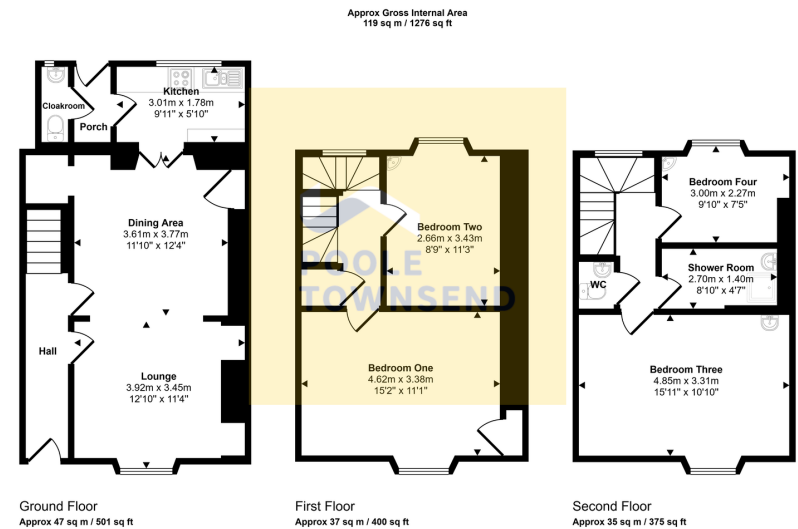 Approx Gross Internal Area
119 sq m / 1276 sq ft
Kitchen
3.01m x 1.78m
9'11" x 5'10"
Cloakroom
Porch
Dining Area
3.61m x 3.77m
11'10" x 12'4"
Hall
Lounge
3.92m x 3.45m
12'10" x 11'4"
Ground Floor
Approx 47 sq m / 501 sq ft
Bedroom Two
2.66m x 3.43m
8'9" x 11'3"
POOLE
TOWNSEND
Bedroom One
4.62m x 3.38m
15'2" x 11'1"
First Floor
Approx 37 sq m / 400 sq ft
Bedroom Four
3.00m x 2.27m
9'10" x 7'5"
Shower Room
2.70m x 1.40m
8'10" x 4'7"
WC
Bedroom Three
4.85m x 3.31m
15'11" x 10'10"
Second Floor
Approx 35 sq m / 375 sq ft